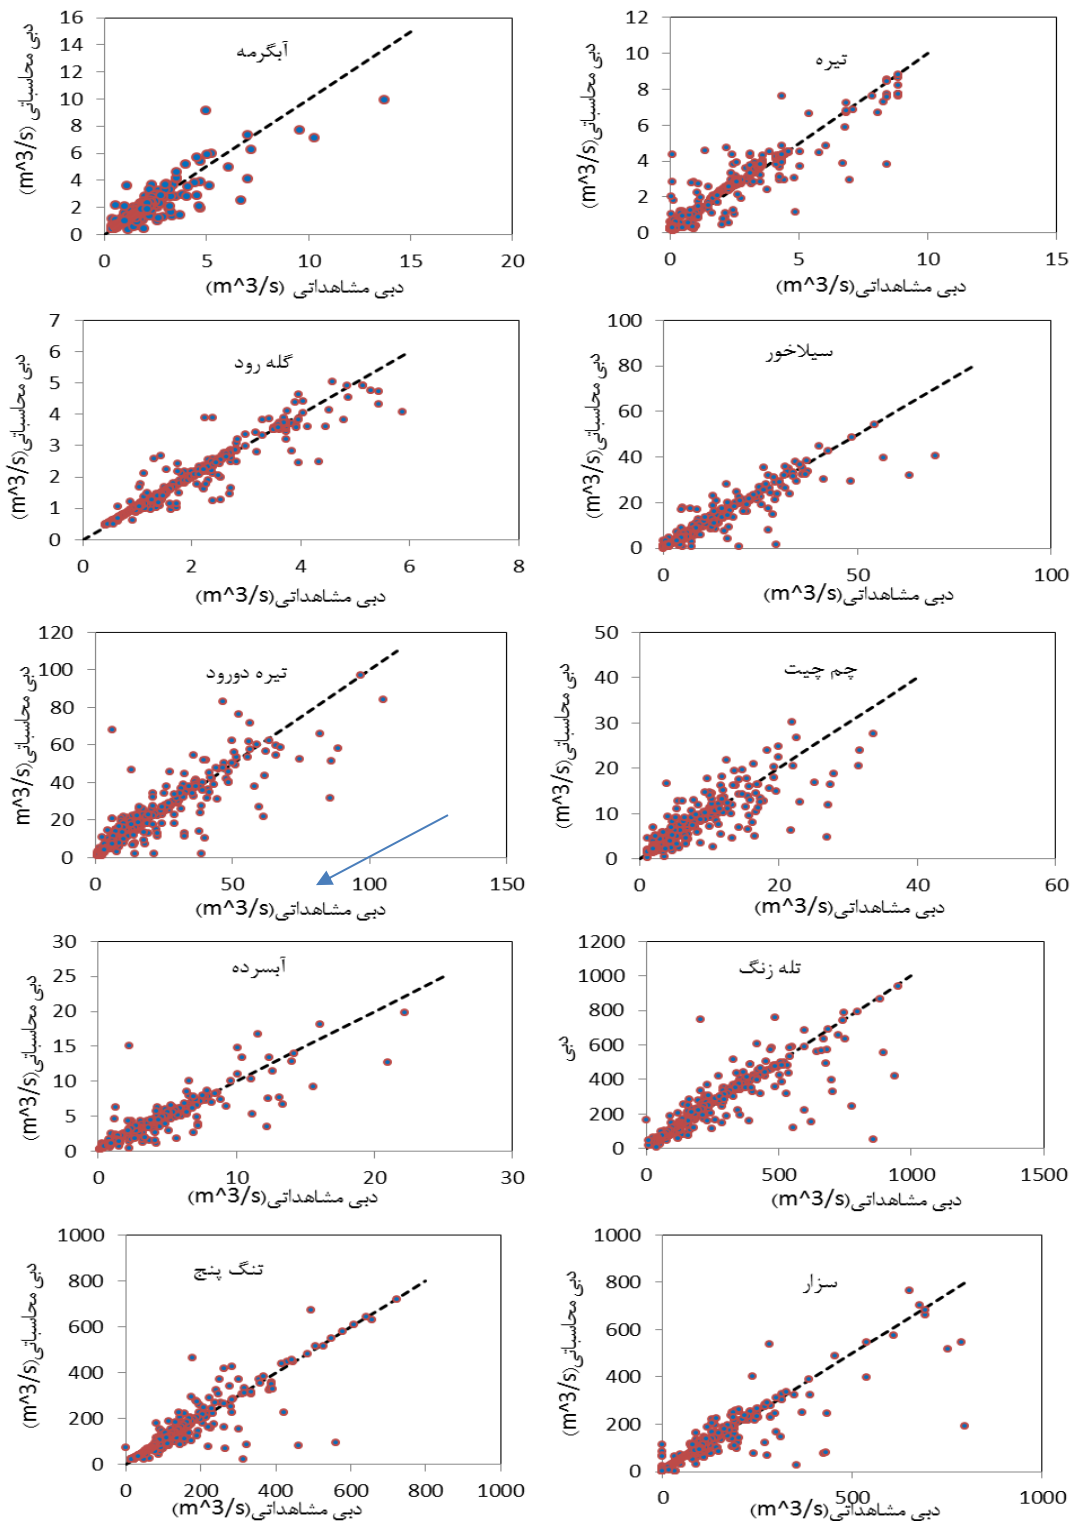 آبگرمه
دبی محاسباتی (m^3/s)
16
14
12
10
8
6
4
2
0
0 5 10 15 20
دبی مشاهداتی (m^3/s)
تیره
دبی محاسباتی(m^3/s)
12
10
8
6
4
2
0
0 5 10 15
دبی مشاهداتی(m^3/s)
گله رود
دبی محاسباتی(m^3/s)
7
6
5
4
3
2
1
0
0 2 4 6 8
دبی مشاهداتی(m^3/s)
سیلاخور
دبی محاسباتی(m^3/s)
100
80
60
40
20
0
0 50 100
دبی مشاهداتی(m^3/s)
تیره دورود
دبی محاسباتی(m^3/s
120
100
80
60
40
20
0
0 50 100 150
دبی مشاهداتی(m^3/s)
چم چیت
دبی محاسباتی(m^3/s)
50
40
30
20
10
0
0 20 40 60
دبی مشاهداتی(m^3/s)
آبسرده
دبی محاسباتی(m^3/s)
30
25
20
15
10
5
0
0 10 20 30
دبی مشاهداتی(m^3/s)
تله زنگ
دبی
1200
1000
800
600
400
200
0
0 500 1000 1500
دبی مشاهداتی(m^3/s)
تنگ پنج
دبی محاسباتی(m^3/s)
1000
800
600
400
200
0
0 200 400 600 800 1000
دبی مشاهداتی(m^3/s)
سزار
دبی محاسباتی(m^3/s)
1000
800
600
400
200
0
0 500 1000
دبی مشاهداتی(m^3/s)